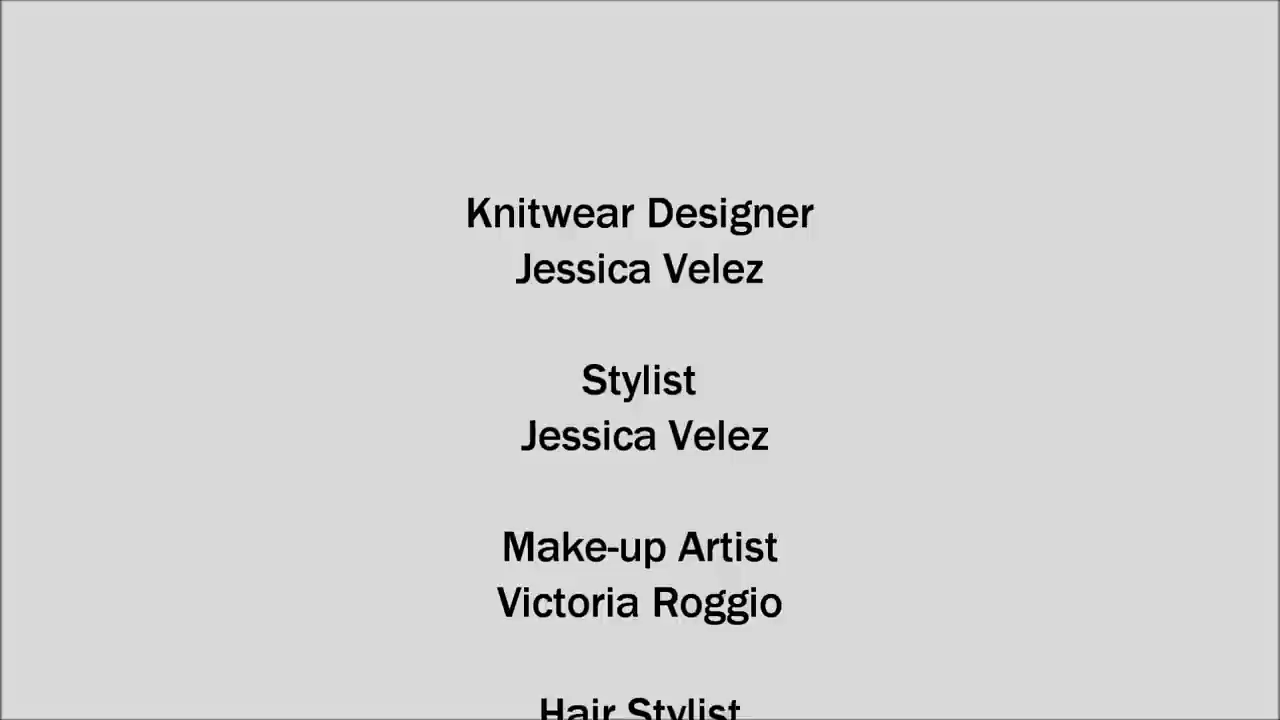 Knitwear Designer
Jessica Velez
Stylist
Jessica Velez
Make-up Artist
Victoria Roggio
Hair Stylist